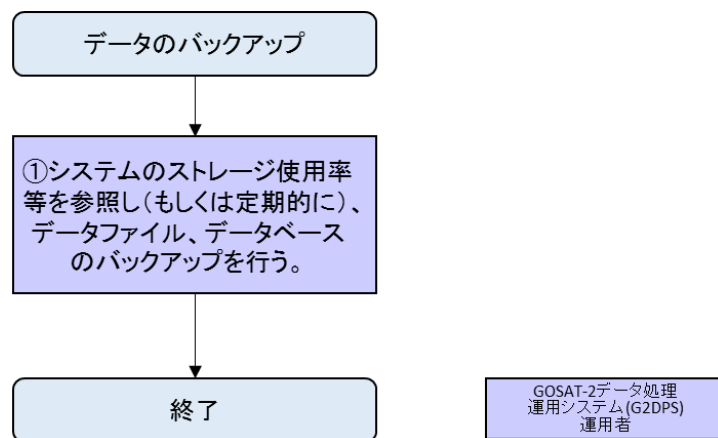 データのバックアップ
①システムのストレージ使用率
等を参照し（もしくは定期的に）、
データファイル、データベース
のバックアップを行う。
終了
GOSAT-2データ処理
運用システム(G2DPS)
運用者